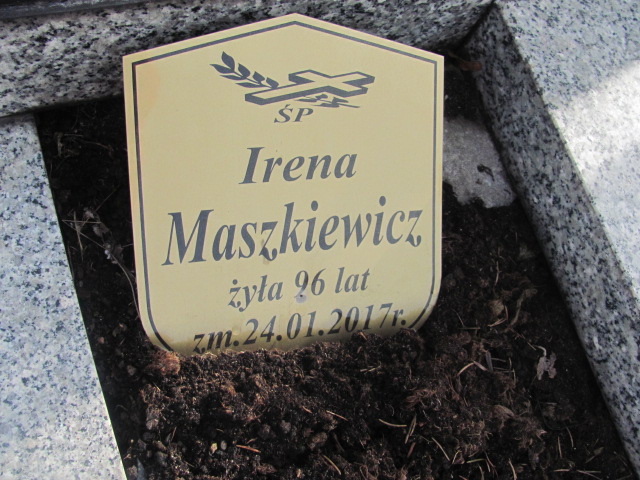 ŚP
Irena
Maszkiewicz
żyła 96 lat
zm.24.01.2017r.